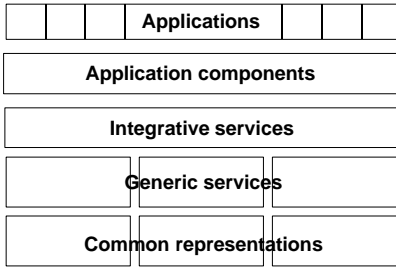 Applications
Application components
Integrative services
Generic services
Common representations